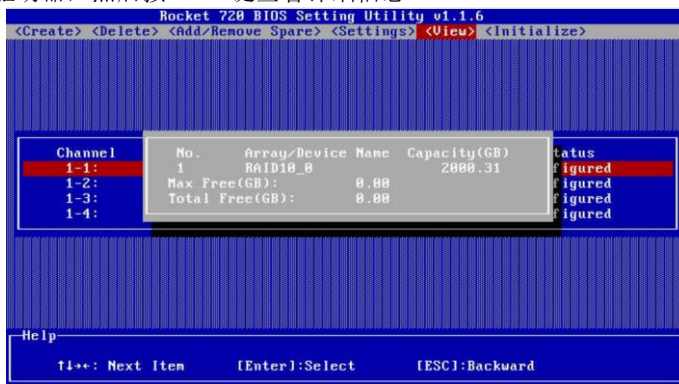 Rocket 720 BIOS Setting Utility v1.1.6
<Create> <Delete> <Add/Remove Spare> <Settings> <View> <Initialize>
Channel No. Array/Device Name Capacity(GB) tatus
1-1: 1 RAID10_0 2000.31 figured
1-2: Max Free(GB): 0.00 figured
1-3: Total Free(GB): 0.00 figured
1-4: figured
Help
↑↓→←: Next Item [Enter]:Select [ESC]:Backward